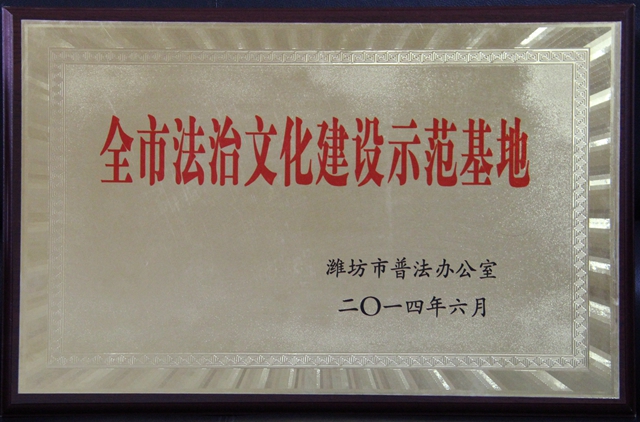 全市法治文化建设示范基地
潍坊市普法办公室
二〇一四年六月